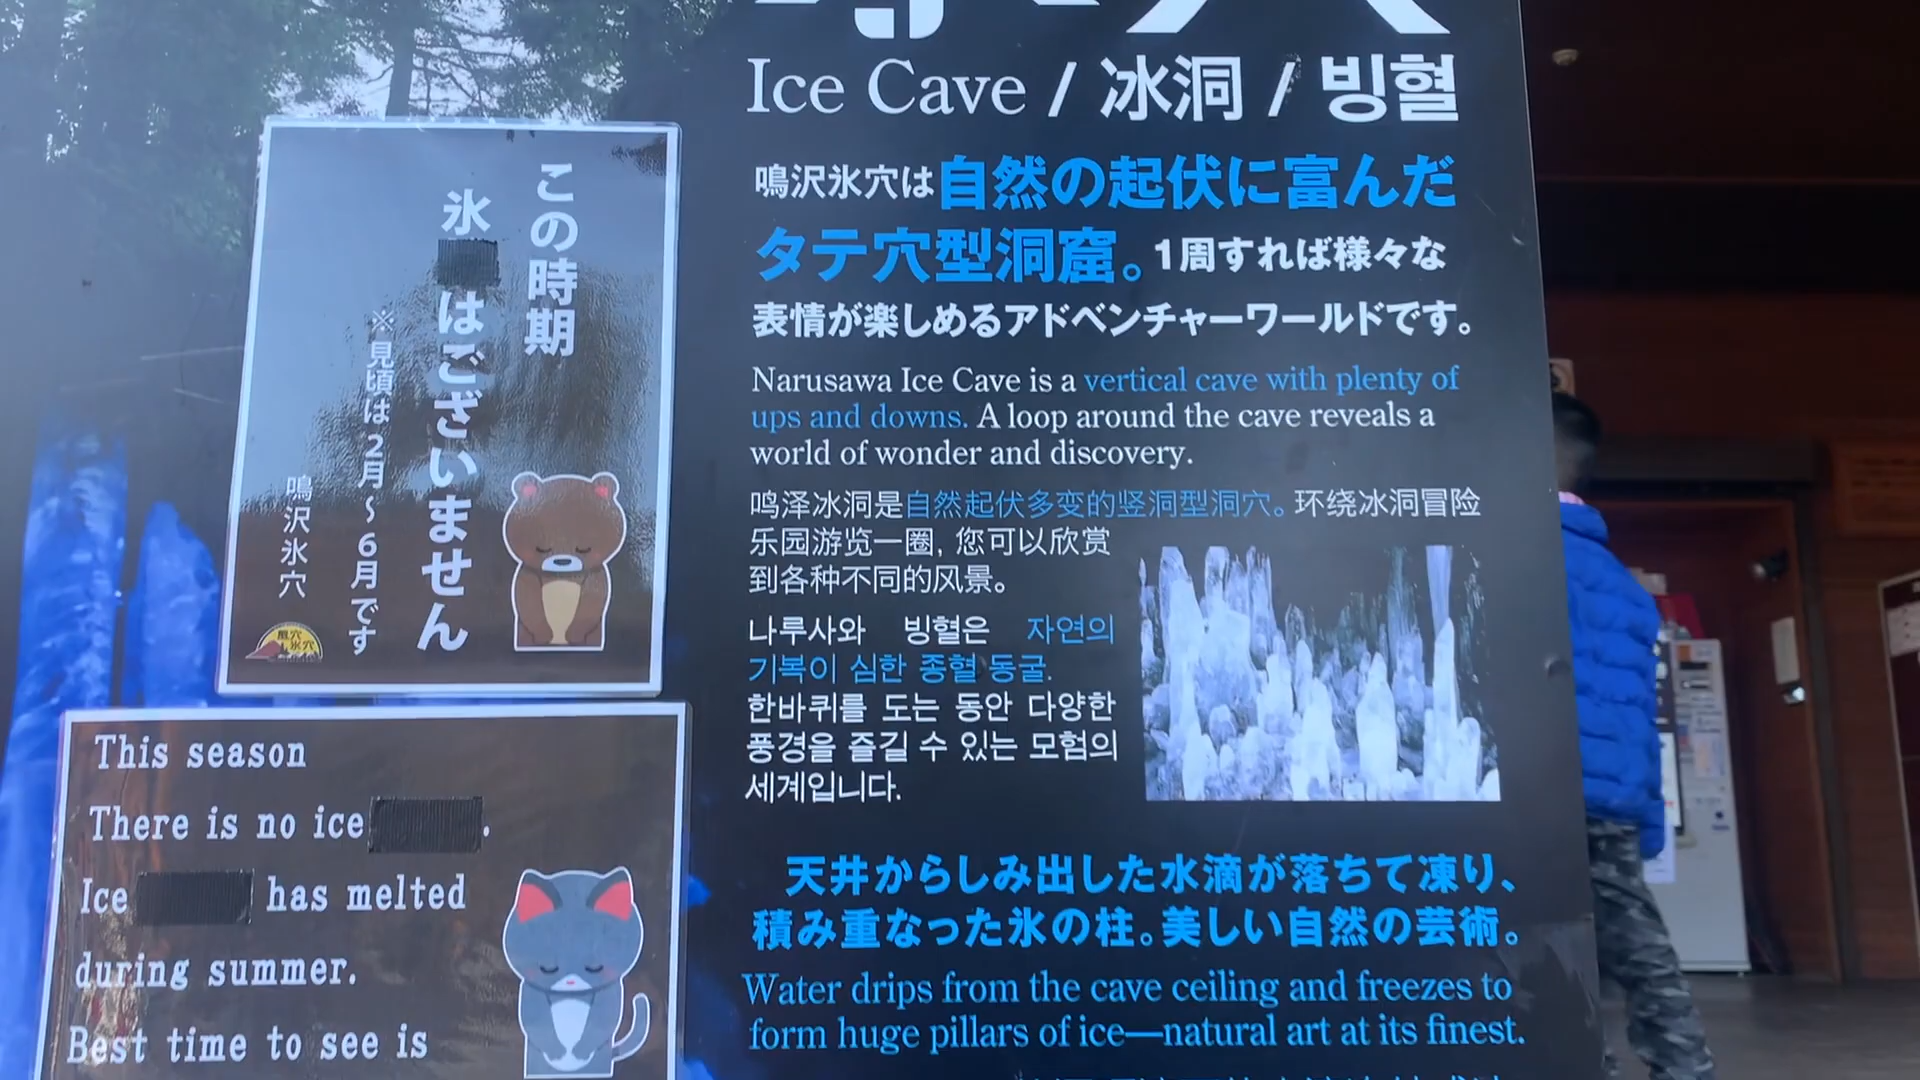 Ice Cave / 冰洞 / 빙혈
鳴沢氷穴は自然の起伏に富んだ
タテ穴型洞窟。1周すれば様々な
表情が楽しめるアドベンチャーワールドです。
Narusawa Ice Cave is a vertical cave with plenty of
ups and downs. A loop around the cave reveals a
world of wonder and discovery.
鸣泽冰洞是自然起伏多变的竖洞型洞穴。环绕冰洞冒险
乐园游览一圈, 您可以欣赏
到各种不同的风景。
나루사와 빙혈은 자연의
기복이 심한 종혈 동굴.
한바퀴를 도는 동안 다양한
풍경을 즐길 수 있는 모험의
세계입니다.
天井からしみ出した水滴が落ちて凍り、
積み重なった氷の柱。美しい自然の芸術。
Water drips from the cave ceiling and freezes to
form huge pillars of ice—natural art at its finest.
この時期
氷 はございません
※見頃は2月～6月です
鳴沢氷穴
This season
There is no ice .
Ice has melted
during summer.
Best time to see is